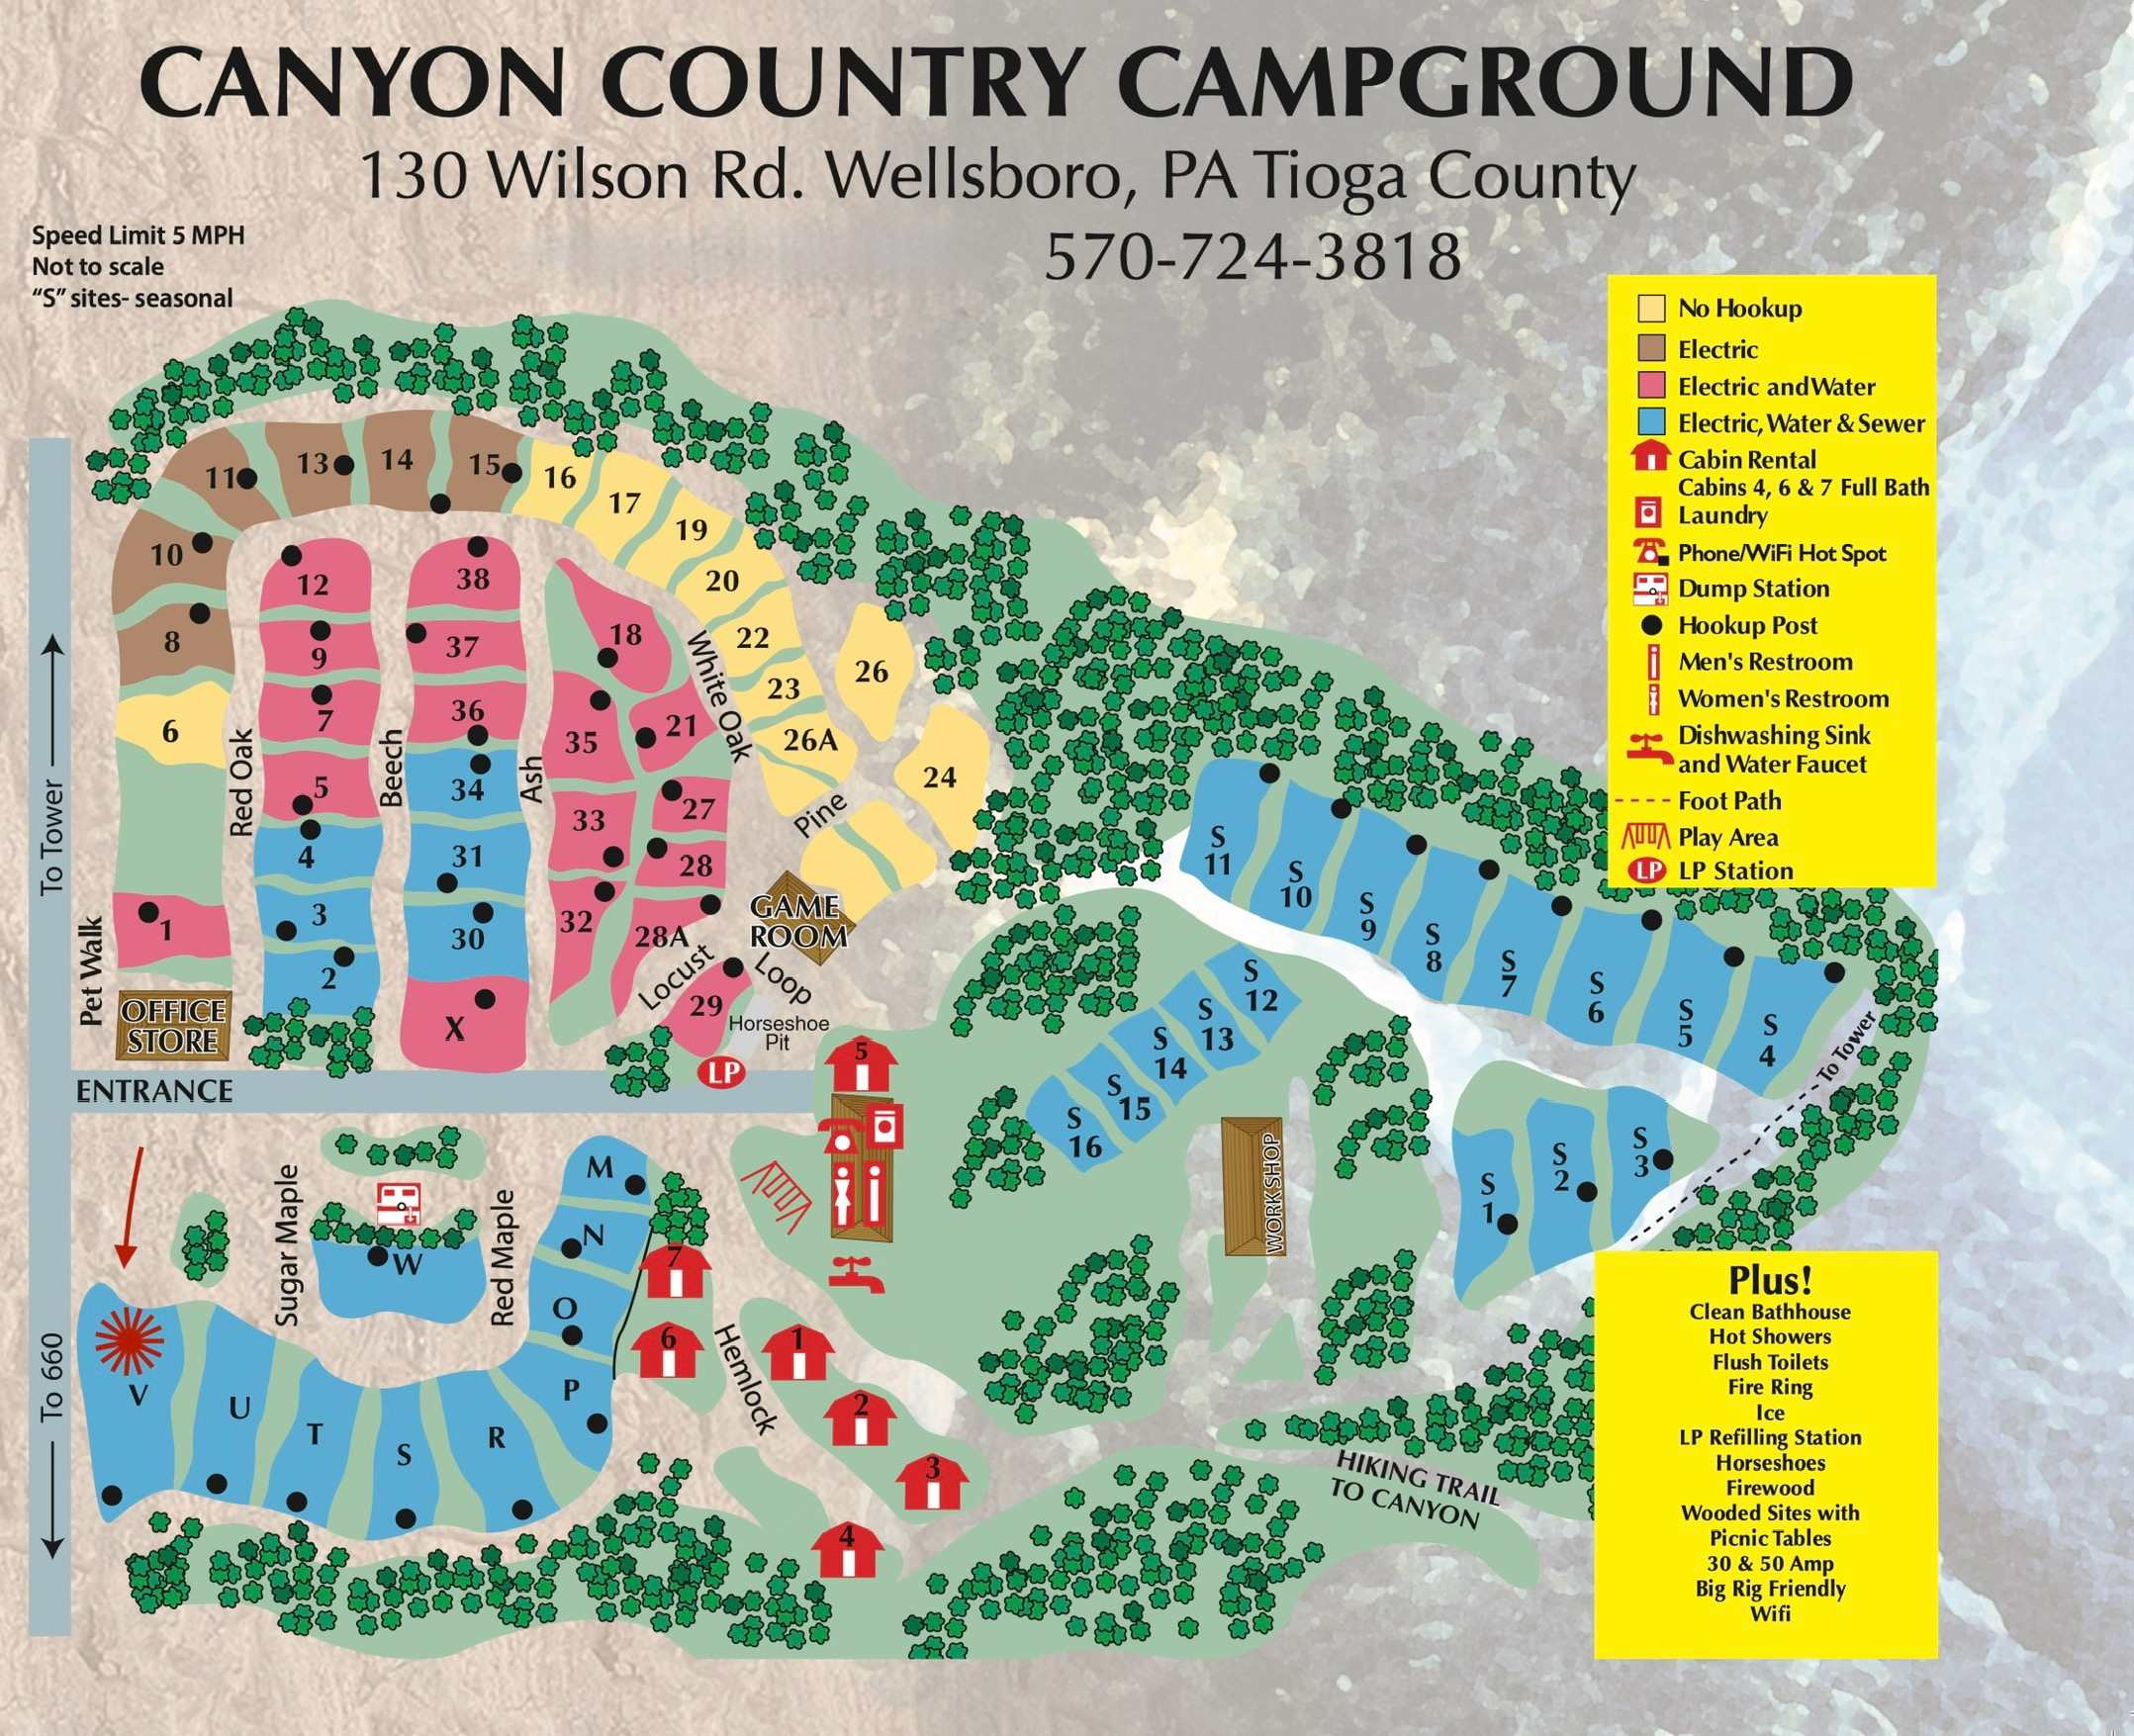 CANYON COUNTRY CAMPGROUND
130 Wilson Rd. Wellsboro, PA Tioga County
570-724-3818
Speed Limit 5 MPH
Not to scale
“S” sites- seasonal
No Hookup
Electric
Electric and Water
Electric, Water & Sewer
Cabin Rental
Cabins 4, 6 & 7 Full Bath
Laundry
Phone/WiFi Hot Spot
Dump Station
Hookup Post
Men's Restroom
Women's Restroom
Dishwashing Sink
and Water Faucet
Foot Path
Play Area
LP
LP Station
11
13
14
15
16
17
19
20
22
23
26A
26
24
10
8
6
1
12
9
7
5
4
3
2
38
37
36
34
31
30
X
18
35
21
33
27
28
32
28A
29
Red Oak
Beech
Ash
White Oak
Pine
Locust
Loop
GAME
ROOM
Horseshoe
Pit
LP
To Tower
Pet Walk
OFFICE
STORE
ENTRANCE
S
11
S
10
S
9
S
8
S
7
S
6
S
5
S
4
S
12
S
13
S
14
S
15
S
16
S
1
S
2
S
3
To Tower
WORKSHOP
5
7
6
1
2
3
4
Sugar Maple
Red Maple
Hemlock
M
N
O
P
W
V
U
T
S
R
To 660
HIKING TRAIL
TO CANYON
Plus!
Clean Bathhouse
Hot Showers
Flush Toilets
Fire Ring
Ice
LP Refilling Station
Horseshoes
Firewood
Wooded Sites with
Picnic Tables
30 & 50 Amp
Big Rig Friendly
Wifi